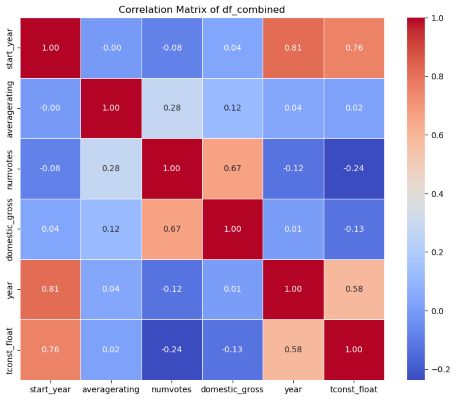 Correlation Matrix of df_combined
start_year 1.00 -0.00 -0.08 0.04 0.81 0.76
averagerating -0.00 1.00 0.28 0.12 0.04 0.02
numvotes -0.08 0.28 1.00 0.67 -0.12 -0.24
domestic_gross 0.04 0.12 0.67 1.00 0.01 -0.13
year 0.81 0.04 -0.12 0.01 1.00 0.58
tconst_float 0.76 0.02 -0.24 -0.13 0.58 1.00
start_year averagerating numvotes domestic_gross year tconst_float
1.0
0.8
0.6
0.4
0.2
0.0
-0.2